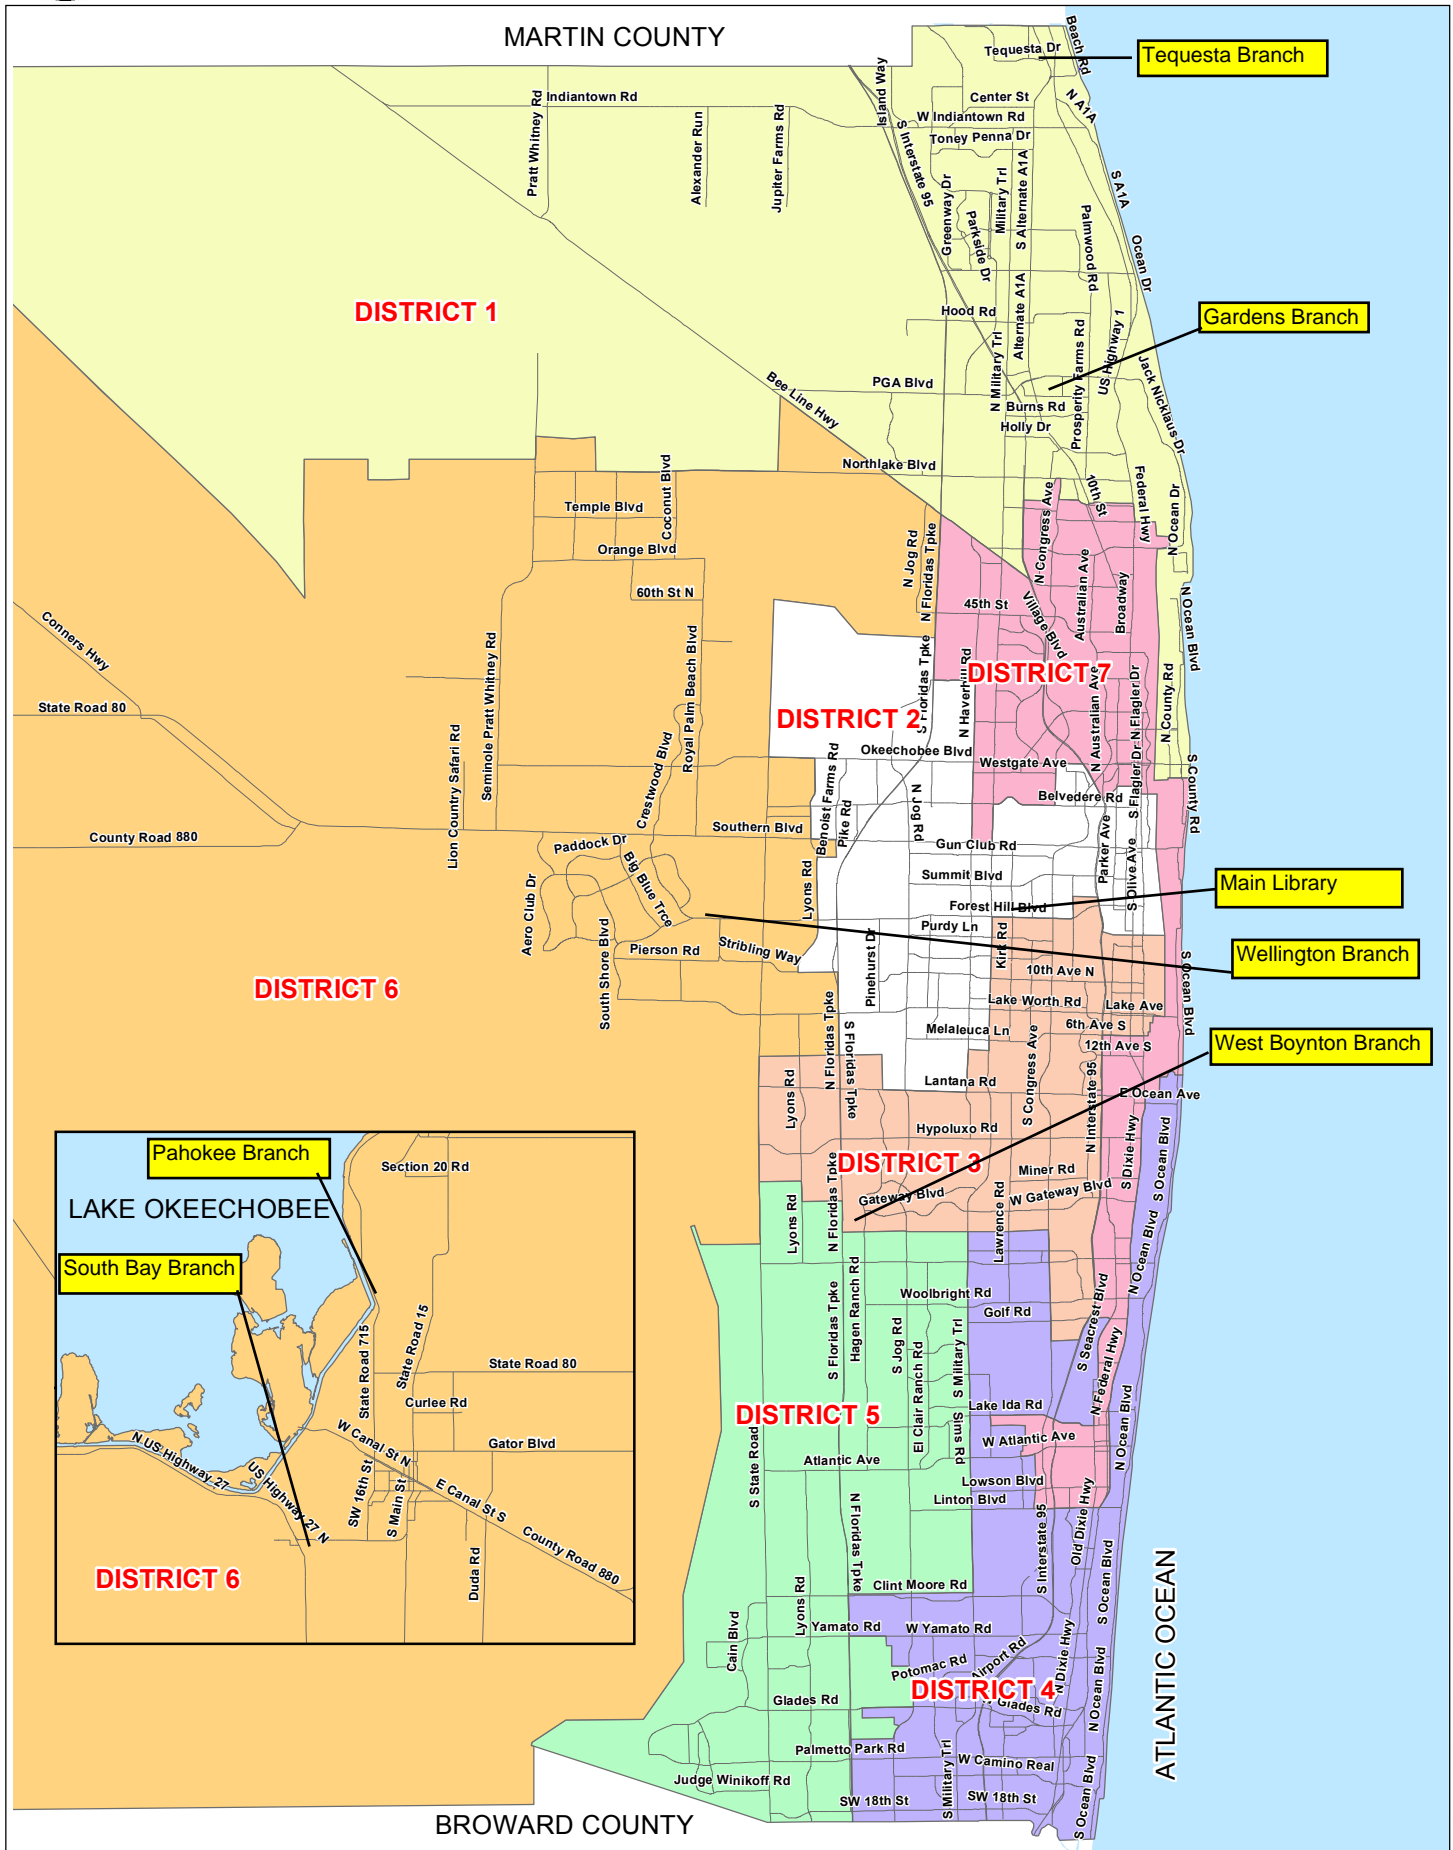 MARTIN COUNTY
Tequesta Dr
Beach Rd
Tequesta Branch
Island Way
Pratt Whitney Rd
Indiantown Rd
Center St
N A1A
Alexander Run
Jupiter Farms Rd
W Indiantown Rd
S Interstate 95
Toney Penna Dr
Military Trl
S Alternate A1A
S A1A
Greenway Dr
Parkside Dr
Palmwood Rd
Ocean Dr
DISTRICT 1
Hood Rd
Alternate A1A
Gardens Branch
N Military Trl
Prosperity Farms Rd
US Highway 1
Jack Nicklaus Dr
Bee Line Hwy
PGA Blvd
Burns Rd
Holly Dr
Northlake Blvd
Coconut Blvd
10th St
Federal Hwy
N Congress Ave
N Ocean Dr
Temple Blvd
Orange Blvd
N Jog Rd
N Floridas Tpke
60th St N
45th St
Village Blvd
Australian Ave
Broadway
N Ocean Blvd
Conners Hwy
Seminole Pratt Whitney Rd
Royal Palm Beach Blvd
S Floridas Tpke
N Haverhill Rd
DISTRICT 7
State Road 80
DISTRICT 2
N Australian Ave
N Flagler Dr
N County Rd
Lion Country Safari Rd
Crestwood Blvd
Okeechobee Blvd
Westgate Ave
Benoist Farms Rd
Pike Rd
N Jog Rd
Belvedere Rd
S Flagler Dr
S County Rd
County Road 880
Southern Blvd
Paddock Dr
Gun Club Rd
Parker Ave
S Olive Ave
Big Blue Trce
Summit Blvd
Main Library
Aero Club Dr
Lyons Rd
Forest Hill Blvd
South Shore Blvd
Purdy Ln
Pierson Rd
Stribling Way
Pinehurst Dr
Kirk Rd
Wellington Branch
10th Ave N
S Ocean Blvd
DISTRICT 6
N Floridas Tpke
Lake Worth Rd
Lake Ave
S Floridas Tpke
Melaleuca Ln
6th Ave S
12th Ave S
West Boynton Branch
S Congress Ave
Lyons Rd
Lantana Rd
N Interstate 95
E Ocean Ave
Hypoluxo Rd
DISTRICT 3
Miner Rd
S Dixie Hwy
S Ocean Blvd
N Floridas Tpke
Gateway Blvd
Lawrence Rd
W Gateway Blvd
Lyons Rd
N Ocean Blvd
Pahokee Branch
Section 20 Rd
LAKE OKEECHOBEE
South Bay Branch
State Road 715
State Road 15
State Road 80
Curlee Rd
W Canal St N
Gator Blvd
N US Highway 27
US Highway 27 N
SW 16th St
S Main St
E Canal St S
County Road 880
Duda Rd
DISTRICT 6
S Floridas Tpke
Hagen Ranch Rd
Woolbright Rd
Golf Rd
S Jog Rd
El Clair Ranch Rd
S Military Trl
S Seacrest Blvd
N Federal Hwy
Lake Ida Rd
DISTRICT 5
Sims Rd
W Atlantic Ave
N Ocean Blvd
S State Road
Atlantic Ave
Lowson Blvd
Linton Blvd
N Floridas Tpke
S Interstate 95
Old Dixie Hwy
S Ocean Blvd
Clint Moore Rd
Lyons Rd
Cain Blvd
Yamato Rd
W Yamato Rd
Airport Rd
N Dixie Hwy
Potomac Rd
DISTRICT 4
N Ocean Blvd
Glades Rd
W Glades Rd
ATLANTIC OCEAN
Palmetto Park Rd
S Military Trl
W Camino Real
Judge Winikoff Rd
SW 18th St
SW 18th St
S Ocean Blvd
BROWARD COUNTY